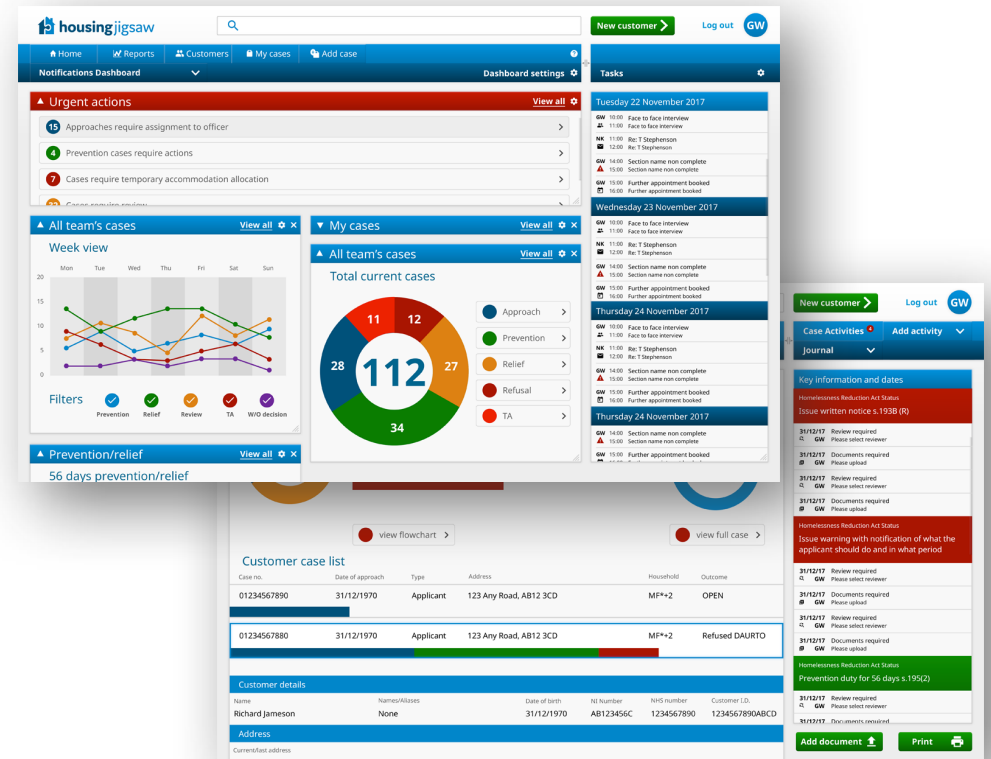 housingjigsaw
New customer
Log out
GW
Home
Reports
Customers
My cases
Add case
Notifications Dashboard
Dashboard settings
Tasks
Urgent actions
View all
15 Approaches require assignment to officer
4 Prevention cases require actions
7 Cases require temporary accommodation allocation
Cases require review
All team's cases
View all
Week view
Mon Tue Wed Thu Fri Sat Sun
20
15
10
5
0
Filters
Prevention Relief Review TA W/O decision
Prevention/relief
View all
56 days prevention/relief
My cases
View all
All team's cases
View all
Total current cases
11
12
28
112
27
34
Approach
Prevention
Relief
Refusal
TA
Tuesday 22 November 2017
GW 10:00 Face to face interview
11:00 Face to face interview
NK 11:00 Re: T Stephenson
12:00 Re: T Stephenson
GW 14:00 Section name non complete
15:00 Section name non complete
GW 15:00 Further appointment booked
16:00 Further appointment booked
Wednesday 23 November 2017
GW 10:00 Face to face interview
11:00 Face to face interview
NK 11:00 Re: T Stephenson
12:00 Re: T Stephenson
GW 14:00 Section name non complete
15:00 Section name non complete
GW 15:00 Further appointment booked
16:00 Further appointment booked
Thursday 24 November 2017
GW 10:00 Face to face interview
11:00 Face to face interview
NK 11:00 Re: T Stephenson
12:00 Re: T Stephenson
GW 14:00 Section name non complete
15:00 Section name non complete
GW 15:00 Further appointment booked
16:00 Further appointment booked
Thursday 24 November 2017
GW 14:00 Section name non complete
15:00 Section name non complete
GW 15:00 Further appointment booked
New customer
Log out
GW
Case Activities 4
Add activity
Journal
Key information and dates
Homelessness Reduction Act Status
Issue written notice s.193B (R)
31/12/17 Review required
GW Please select reviewer
31/12/17 Documents required
GW Please upload
31/12/17 Review required
GW Please select reviewer
31/12/17 Documents required
GW Please upload
Homelessness Reduction Act Status
Issue warning with notification of what the
applicant should do and in what period
31/12/17 Review required
GW Please select reviewer
31/12/17 Documents required
GW Please upload
31/12/17 Review required
GW Please select reviewer
31/12/17 Documents required
GW Please upload
Homelessness Reduction Act Status
Prevention duty for 56 days s.195(2)
31/12/17 Review required
GW Please select reviewer
31/12/17 Documents required
Add document
Print
view flowchart
view full case
Customer case list
Case no. Date of approach Type Address Household Outcome
01234567890 31/12/1970 Applicant 123 Any Road, AB12 3CD MF*+2 OPEN
01234567880 31/12/1970 Applicant 123 Any Road, AB12 3CD MF*+2 Refused DAURTO
Customer details
Name Names/Aliases Date of birth NI Number NHS number Customer I.D.
Richard Jameson None 31/12/1970 AB123456C 1234567890 1234567890ABCD
Address
Current/last address